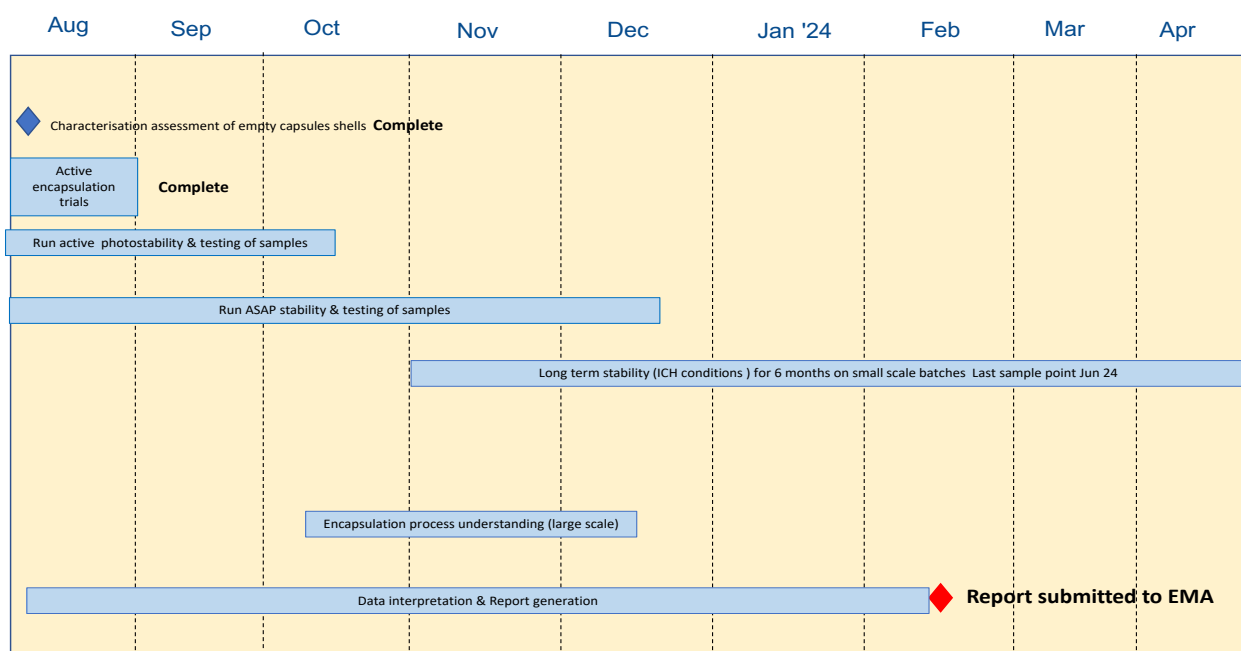 Aug Sep Oct Nov Dec Jan '24 Feb Mar Apr
Characterisation assessment of empty capsules shells Complete
Active
encapsulation
trials
Complete
Run active photostability & testing of samples
Run ASAP stability & testing of samples
Long term stability (ICH conditions ) for 6 months on small scale batches Last sample point Jun 24
Encapsulation process understanding (large scale)
Data interpretation & Report generation
Report submitted to EMA